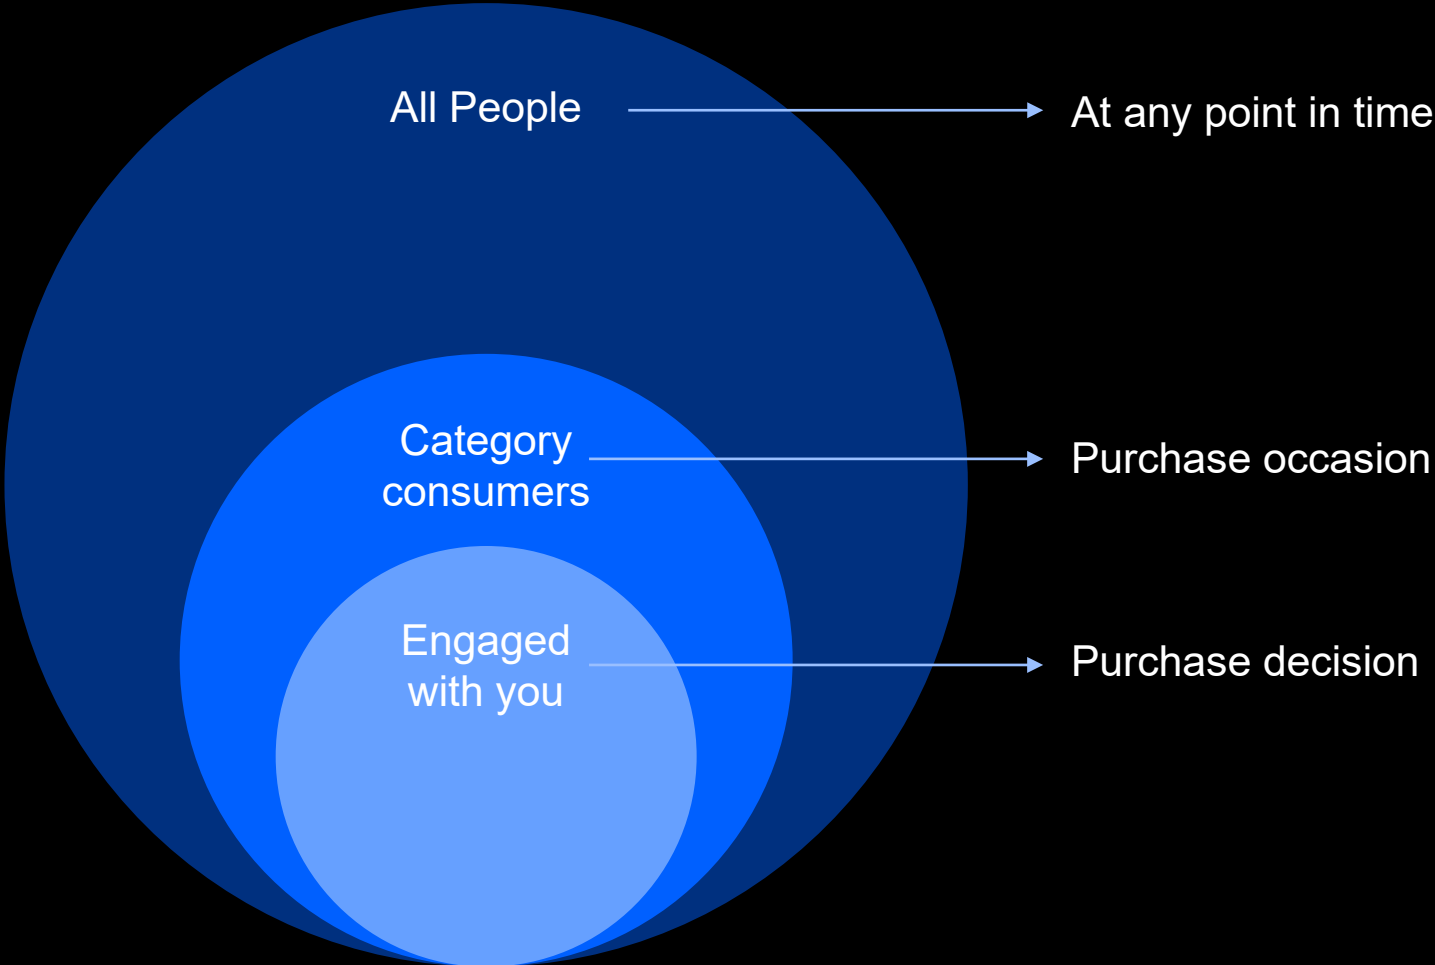 All People
At any point in time
Category
consumers
Purchase occasion
Engaged
with you
Purchase decision